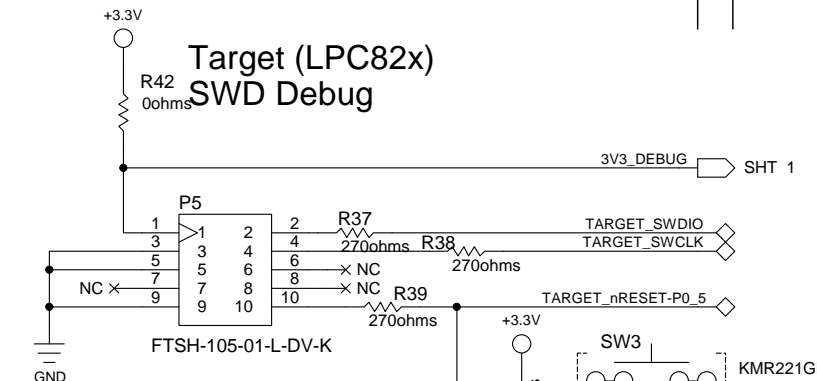 +3.3V
Target (LPC82x)
SWD Debug
R42
0ohms
3V3_DEBUG
SHT 1
P5
1 1 2 2 R37 TARGET_SWDIO
270ohms
3 3 4 4 R38 TARGET_SWCLK
270ohms
5 5 6 6 NC
NC 7 7 8 8 NC
9 9 10 10 R39 TARGET_nRESET-P0_5
270ohms
FTSH-105-01-L-DV-K
GND
+3.3V
SW3
KMR221G